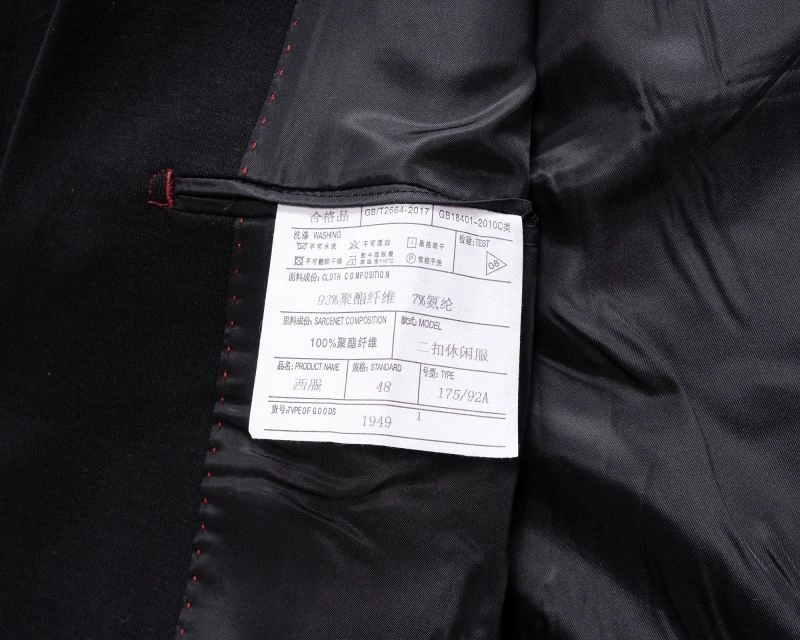 合格品 GB/T2664-2017 GB18401-2010C类
洗涤 WASHING 检验:TEST
不可水洗 不可漂白 悬挂晾干
不可翻转干燥 熨斗底板最高温度110℃ 常规干洗 08
面料成份: CLOTH COMPOSITION
93%聚酯纤维 7%氨纶
里料成份: SARCENET COMPOSITION 款式: MODEL
100%聚酯纤维 二扣休闲服
品名: PRODUCT NAME 规格: STANDARD 号型: TYPE
西服 48 175/92A
货号:TYPE OF GOODS
1949 1